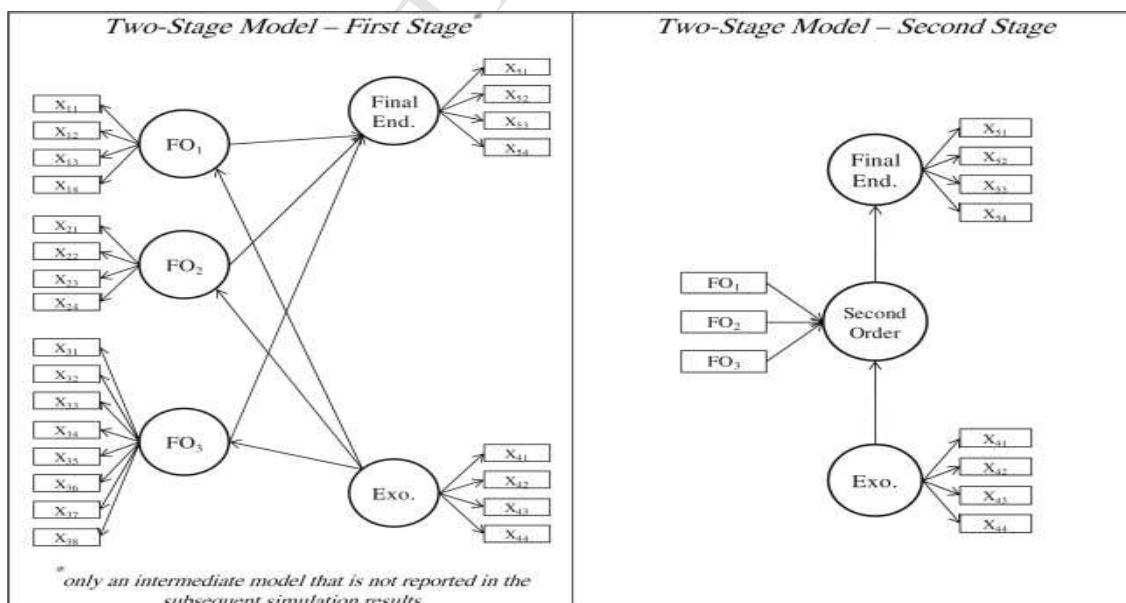 Two-Stage Model – First Stage*
X₁₁
X₁₂
X₁₃
X₁₄
FO₁
X₂₁
X₂₂
X₂₃
X₂₄
FO₂
X₃₁
X₃₂
X₃₃
X₃₄
X₃₅
X₃₆
X₃₇
X₃₈
FO₃
Final
End.
X₅₁
X₅₂
X₅₃
X₅₄
Exo.
X₄₁
X₄₂
X₄₃
X₄₄
*only an intermediate model that is not reported in the
subsequent simulation results
Two-Stage Model – Second Stage
Final
End.
X₅₁
X₅₂
X₅₃
X₅₄
FO₁
FO₂
FO₃
Second
Order
Exo.
X₄₁
X₄₂
X₄₃
X₄₄